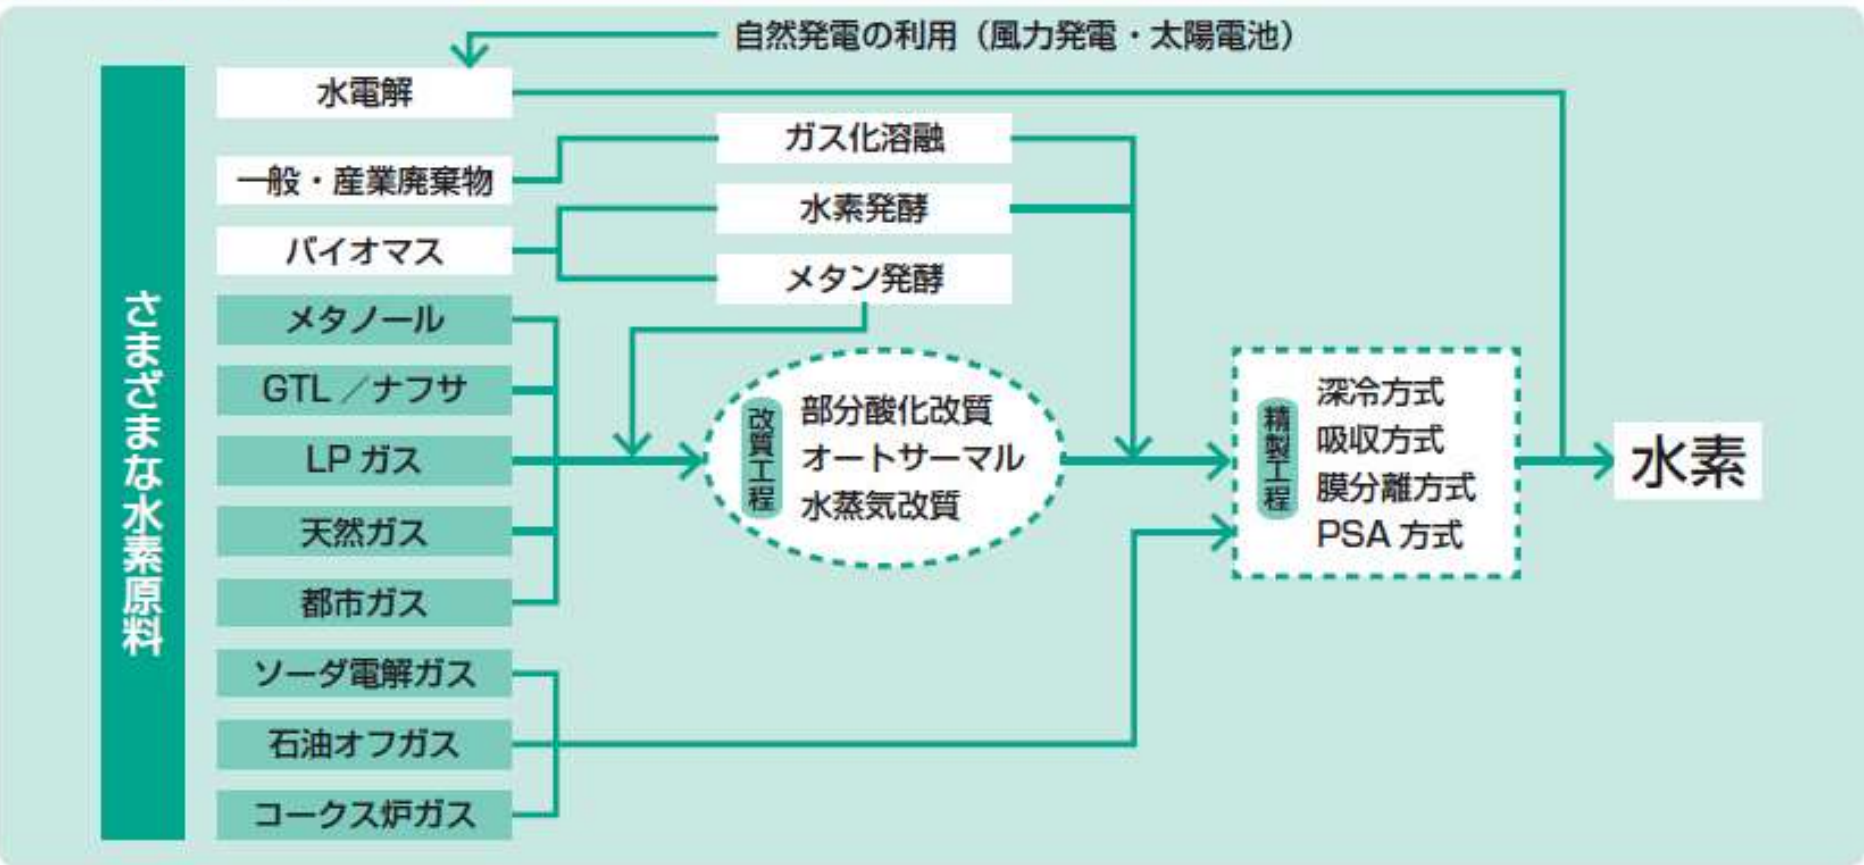 自然発電の利用（風力発電・太陽電池）
さまざまな水素原料
水電解
一般・産業廃棄物
バイオマス
メタノール
GTL／ナフサ
LPガス
天然ガス
都市ガス
ソーダ電解ガス
石油オフガス
コークス炉ガス
ガス化溶融
水素発酵
メタン発酵
改質工程
部分酸化改質
オートサーマル
水蒸気改質
精製工程
深冷方式
吸収方式
膜分離方式
PSA方式
水素